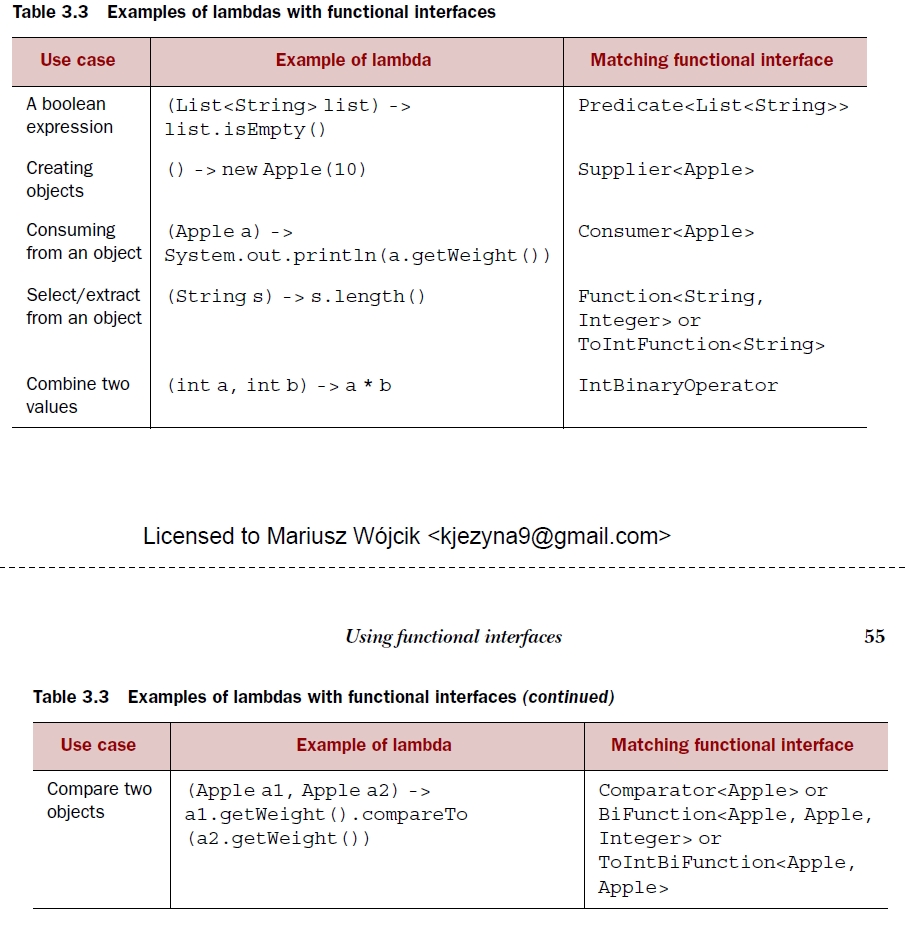 Table 3.3 Examples of lambdas with functional interfaces
Use case Example of lambda Matching functional interface
A boolean expression (List<String> list) -> list.isEmpty() Predicate<List<String>>
Creating objects () -> new Apple(10) Supplier<Apple>
Consuming from an object (Apple a) -> System.out.println(a.getWeight()) Consumer<Apple>
Select/extract from an object (String s) -> s.length() Function<String, Integer> or ToIntFunction<String>
Combine two values (int a, int b) -> a * b IntBinaryOperator
Licensed to Mariusz Wójcik <kjezyna9@gmail.com>
Using functional interfaces 55
Table 3.3 Examples of lambdas with functional interfaces (continued)
Use case Example of lambda Matching functional interface
Compare two objects (Apple a1, Apple a2) -> a1.getWeight().compareTo (a2.getWeight()) Comparator<Apple> or BiFunction<Apple, Apple, Integer> or ToIntBiFunction<Apple, Apple>